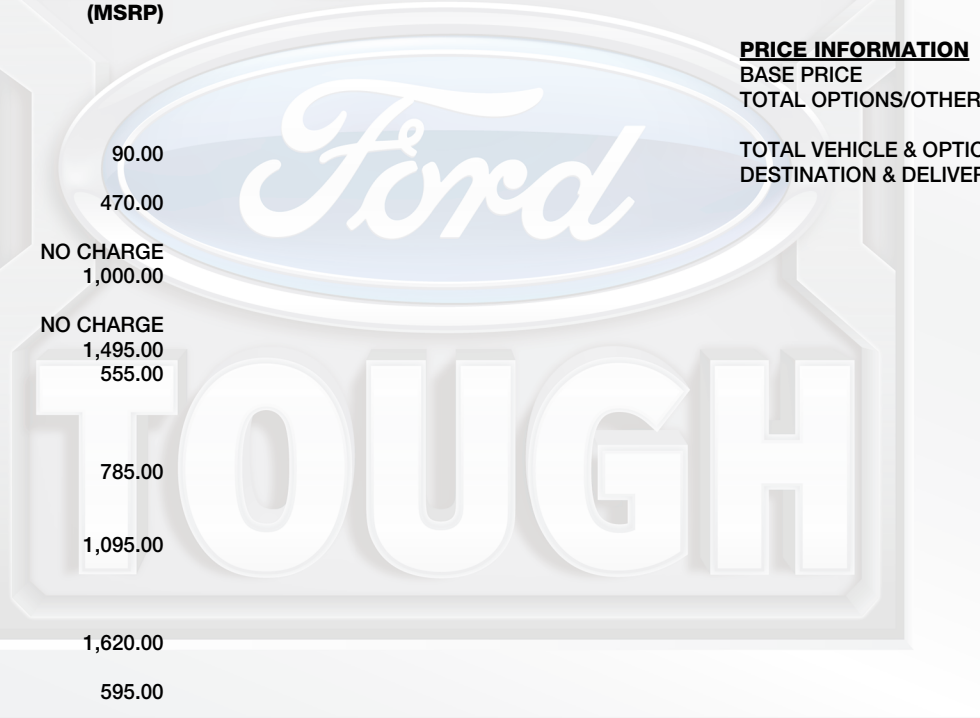 (MSRP)
90.00
470.00
NO CHARGE
1,000.00
NO CHARGE
1,495.00
555.00
785.00
1,095.00
1,620.00
595.00
PRICE INFORMATION
BASE PRICE
TOTAL OPTIONS/OTHER
TOTAL VEHICLE & OPTIO
DESTINATION & DELIVER
Ford
TOUGH